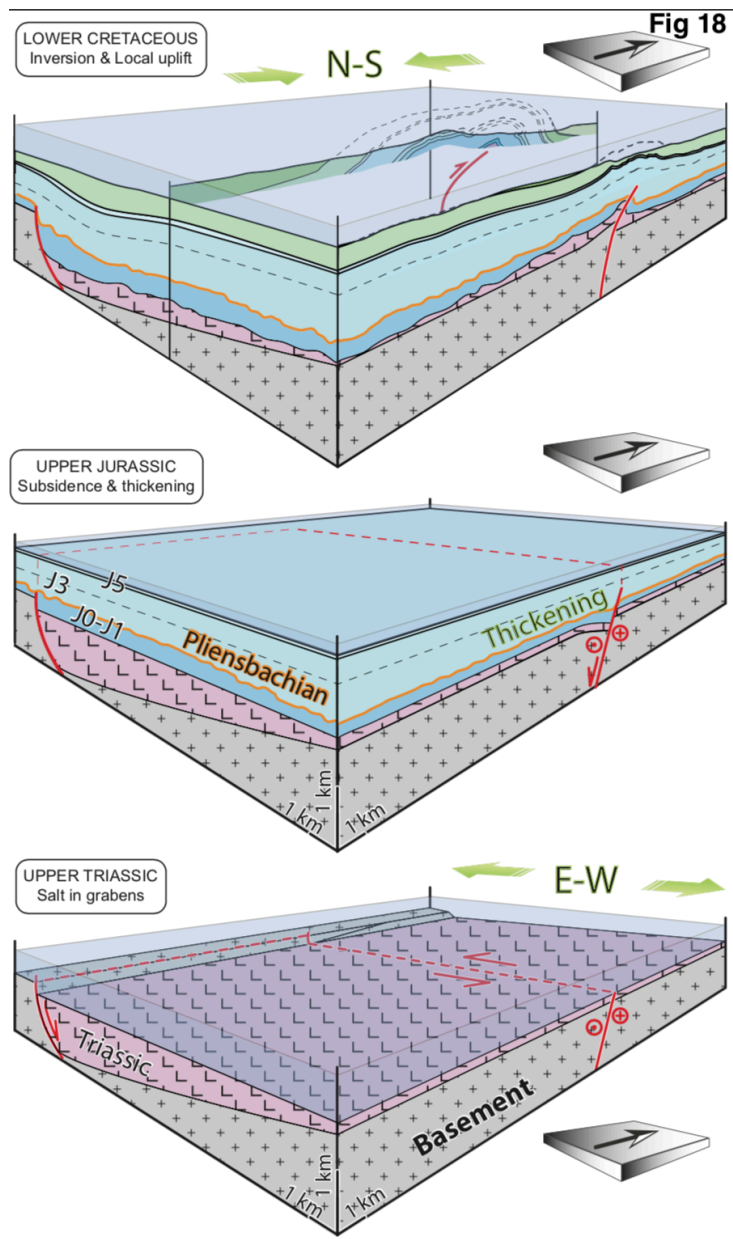 Fig 18
LOWER CRETACEOUS
Inversion & Local uplift
N-S
UPPER JURASSIC
Subsidence & thickening
J3
J5
J0-J1
Pliensbachian
Thickening
1 km
1 km
1 km
UPPER TRIASSIC
Salt in grabens
E-W
Triassic
Basement
1 km
1 km
1 km